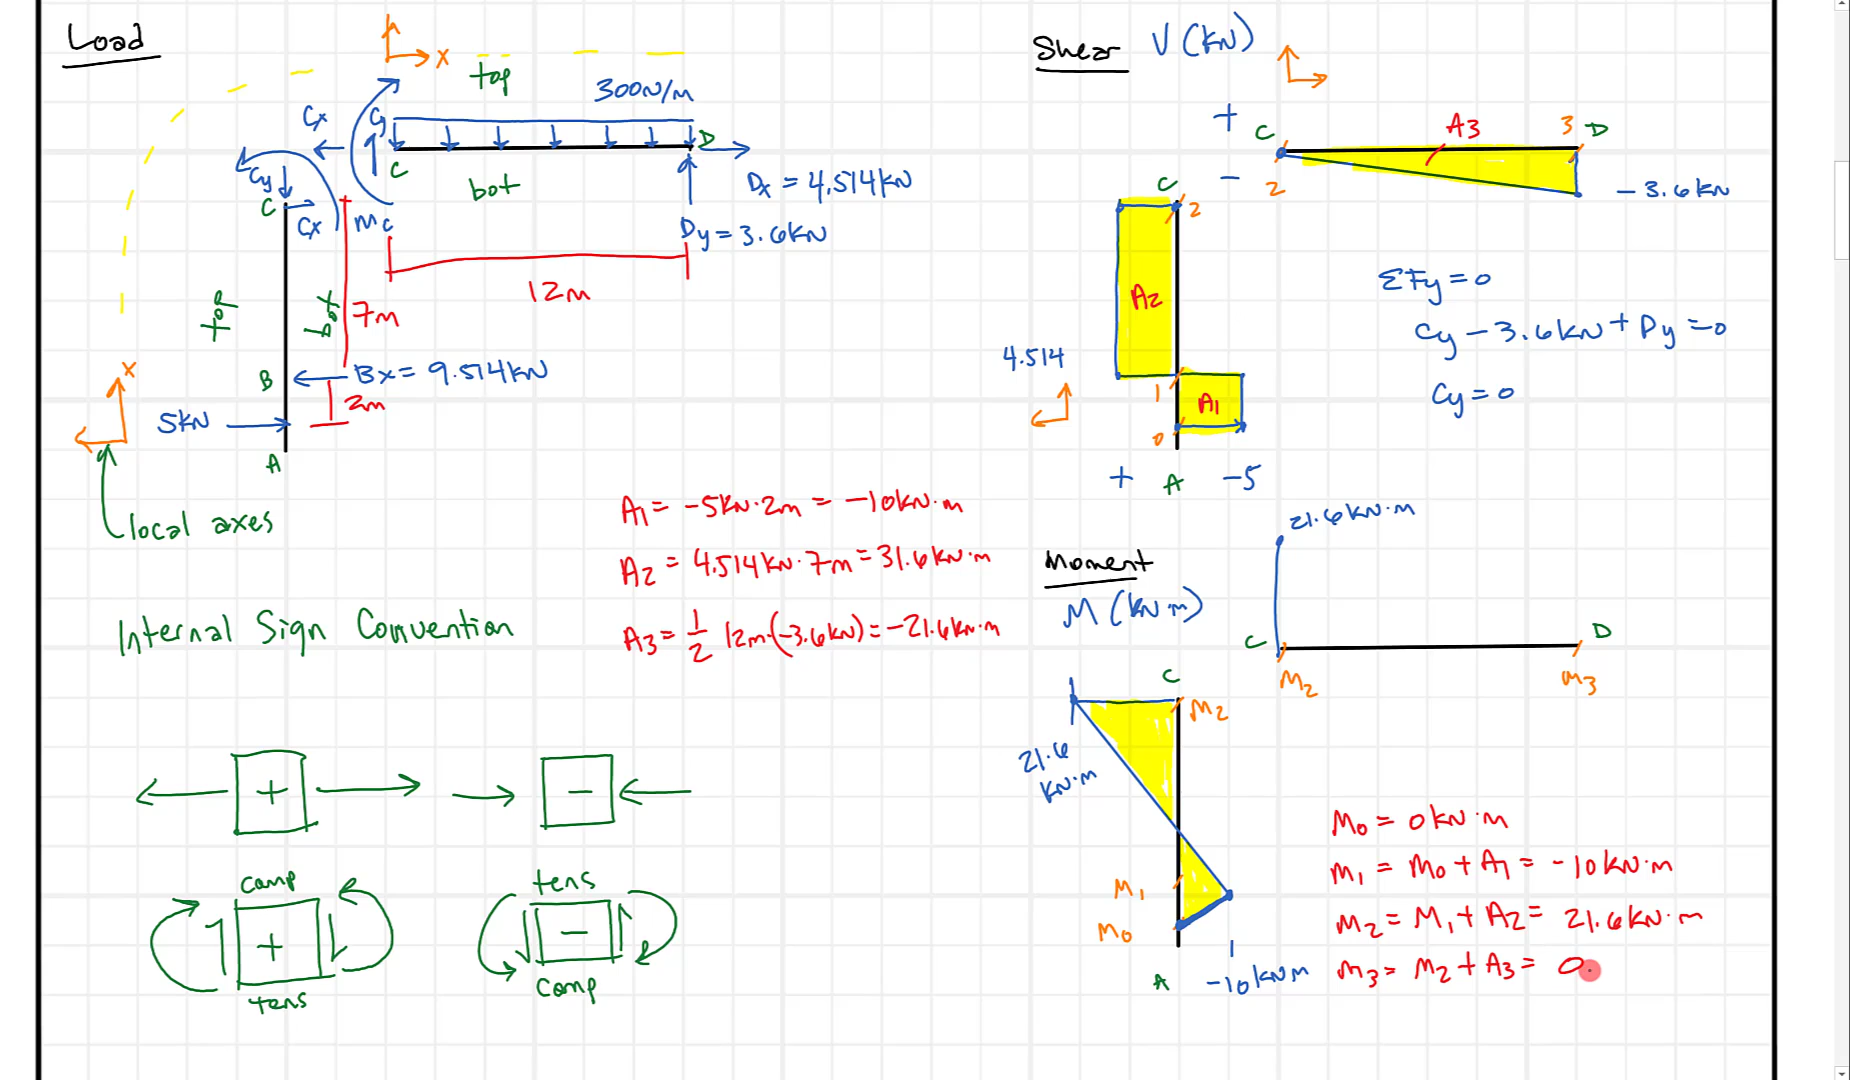 Load
X
top
300N/M
Cx
Cy
C
D
Cy
Dx = 4.514kN
bot
C
Cx
Mc
Dy = 3.6kN
12m
top
bot
7m
X
B
Bx = 9.514kN
2m
5kN
A
local axes
Internal Sign Convention
+
-
comp
+
tens
tens
-
comp
A1 = -5kN·2m = -10kN·m
A2 = 4.514kN·7m = 31.6kN·m
A3 = 1/2 12m·(-3.6kN) = -21.6kN·m
Shear V (kN)
+
C
A3
3
D
-
2
-3.6kN
C
2
A2
4.514
1
A1
0
+
A
-5
ΣFy = 0
Cy - 3.6kN + Dy = 0
Cy = 0
Moment
M (kN·m)
21.6kN·m
C
D
M2
M3
C
M2
21.6
kN·m
M1
M0
A
-10kNm
M0 = 0kN·m
M1 = M0 + A1 = -10kN·m
M2 = M1 + A2 = 21.6kN·m
M3 = M2 + A3 = 0